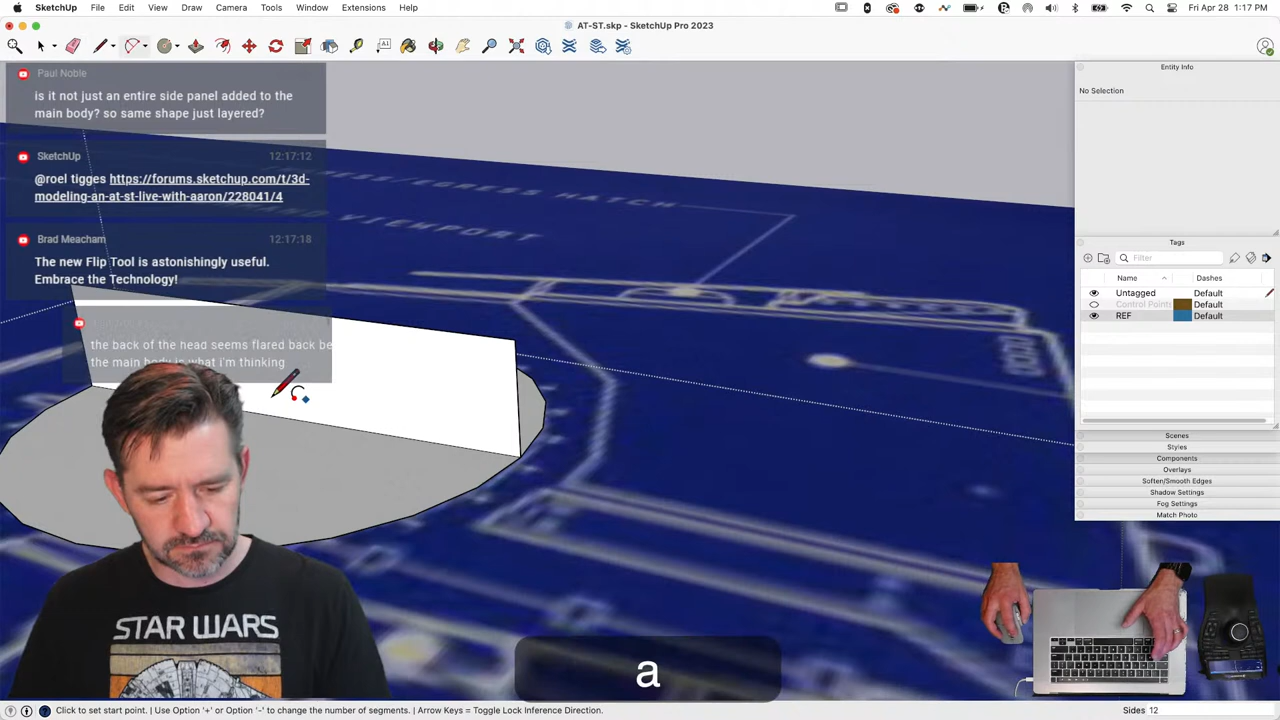 SketchUp File Edit View Draw Camera Tools Window Extensions Help
Fri Apr 28 1:17 PM
AT-ST.skp - SketchUp Pro 2023
Paul Noble
is it not just an entire side panel added to the
main body? so same shape just layered?
SketchUp 12:17:12
@roel tigges https://forums.sketchup.com/t/3d-
modeling-an-at-st-live-with-aaron/228041/4
Brad Meacham 12:17:18
The new Flip Tool is astonishingly useful.
Embrace the Technology!
the back of the head seems flared back be
the main body is what i'm thinking
HATCH
VIEWPORT
Entity Info
No Selection
Tags
Filter
Name Dashes
Untagged Default
Control Points Default
REF Default
Scenes
Styles
Components
Overlays
Soften/Smooth Edges
Shadow Settings
Fog Settings
Match Photo
STAR WARS
a
Click to set start point. | Use Option '+' or Option '-' to change the number of segments. | Arrow Keys = Toggle Lock Inference Direction.
Sides 12